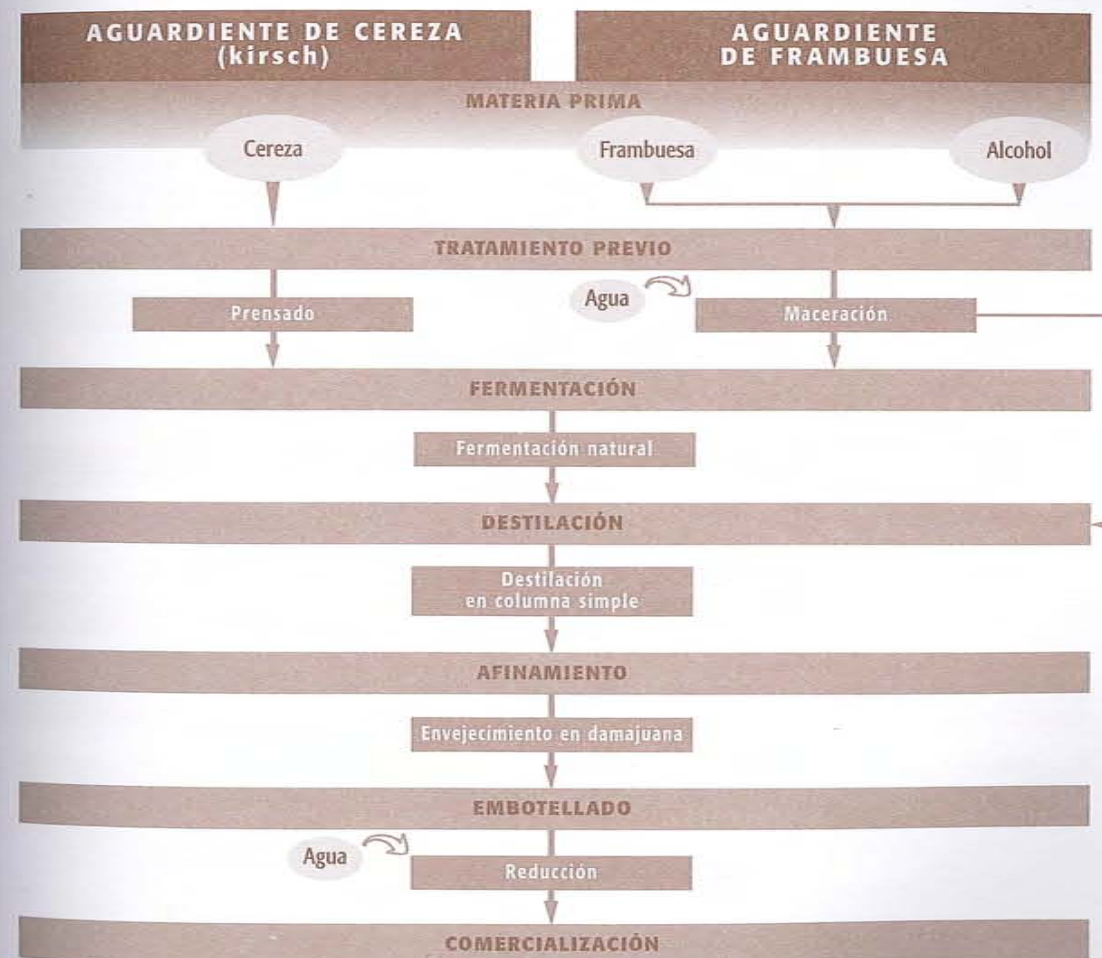 AGUARDIENTE DE CEREZA
(kirsch)
AGUARDIENTE
DE FRAMBUESA
MATERIA PRIMA
Cereza
Frambuesa
Alcohol
TRATAMIENTO PREVIO
Prensado
Agua
Maceración
FERMENTACIÓN
Fermentación natural
DESTILACIÓN
Destilación
en columna simple
AFINAMIENTO
Envejecimiento en damajuana
EMBOTELLADO
Agua
Reducción
COMERCIALIZACIÓN